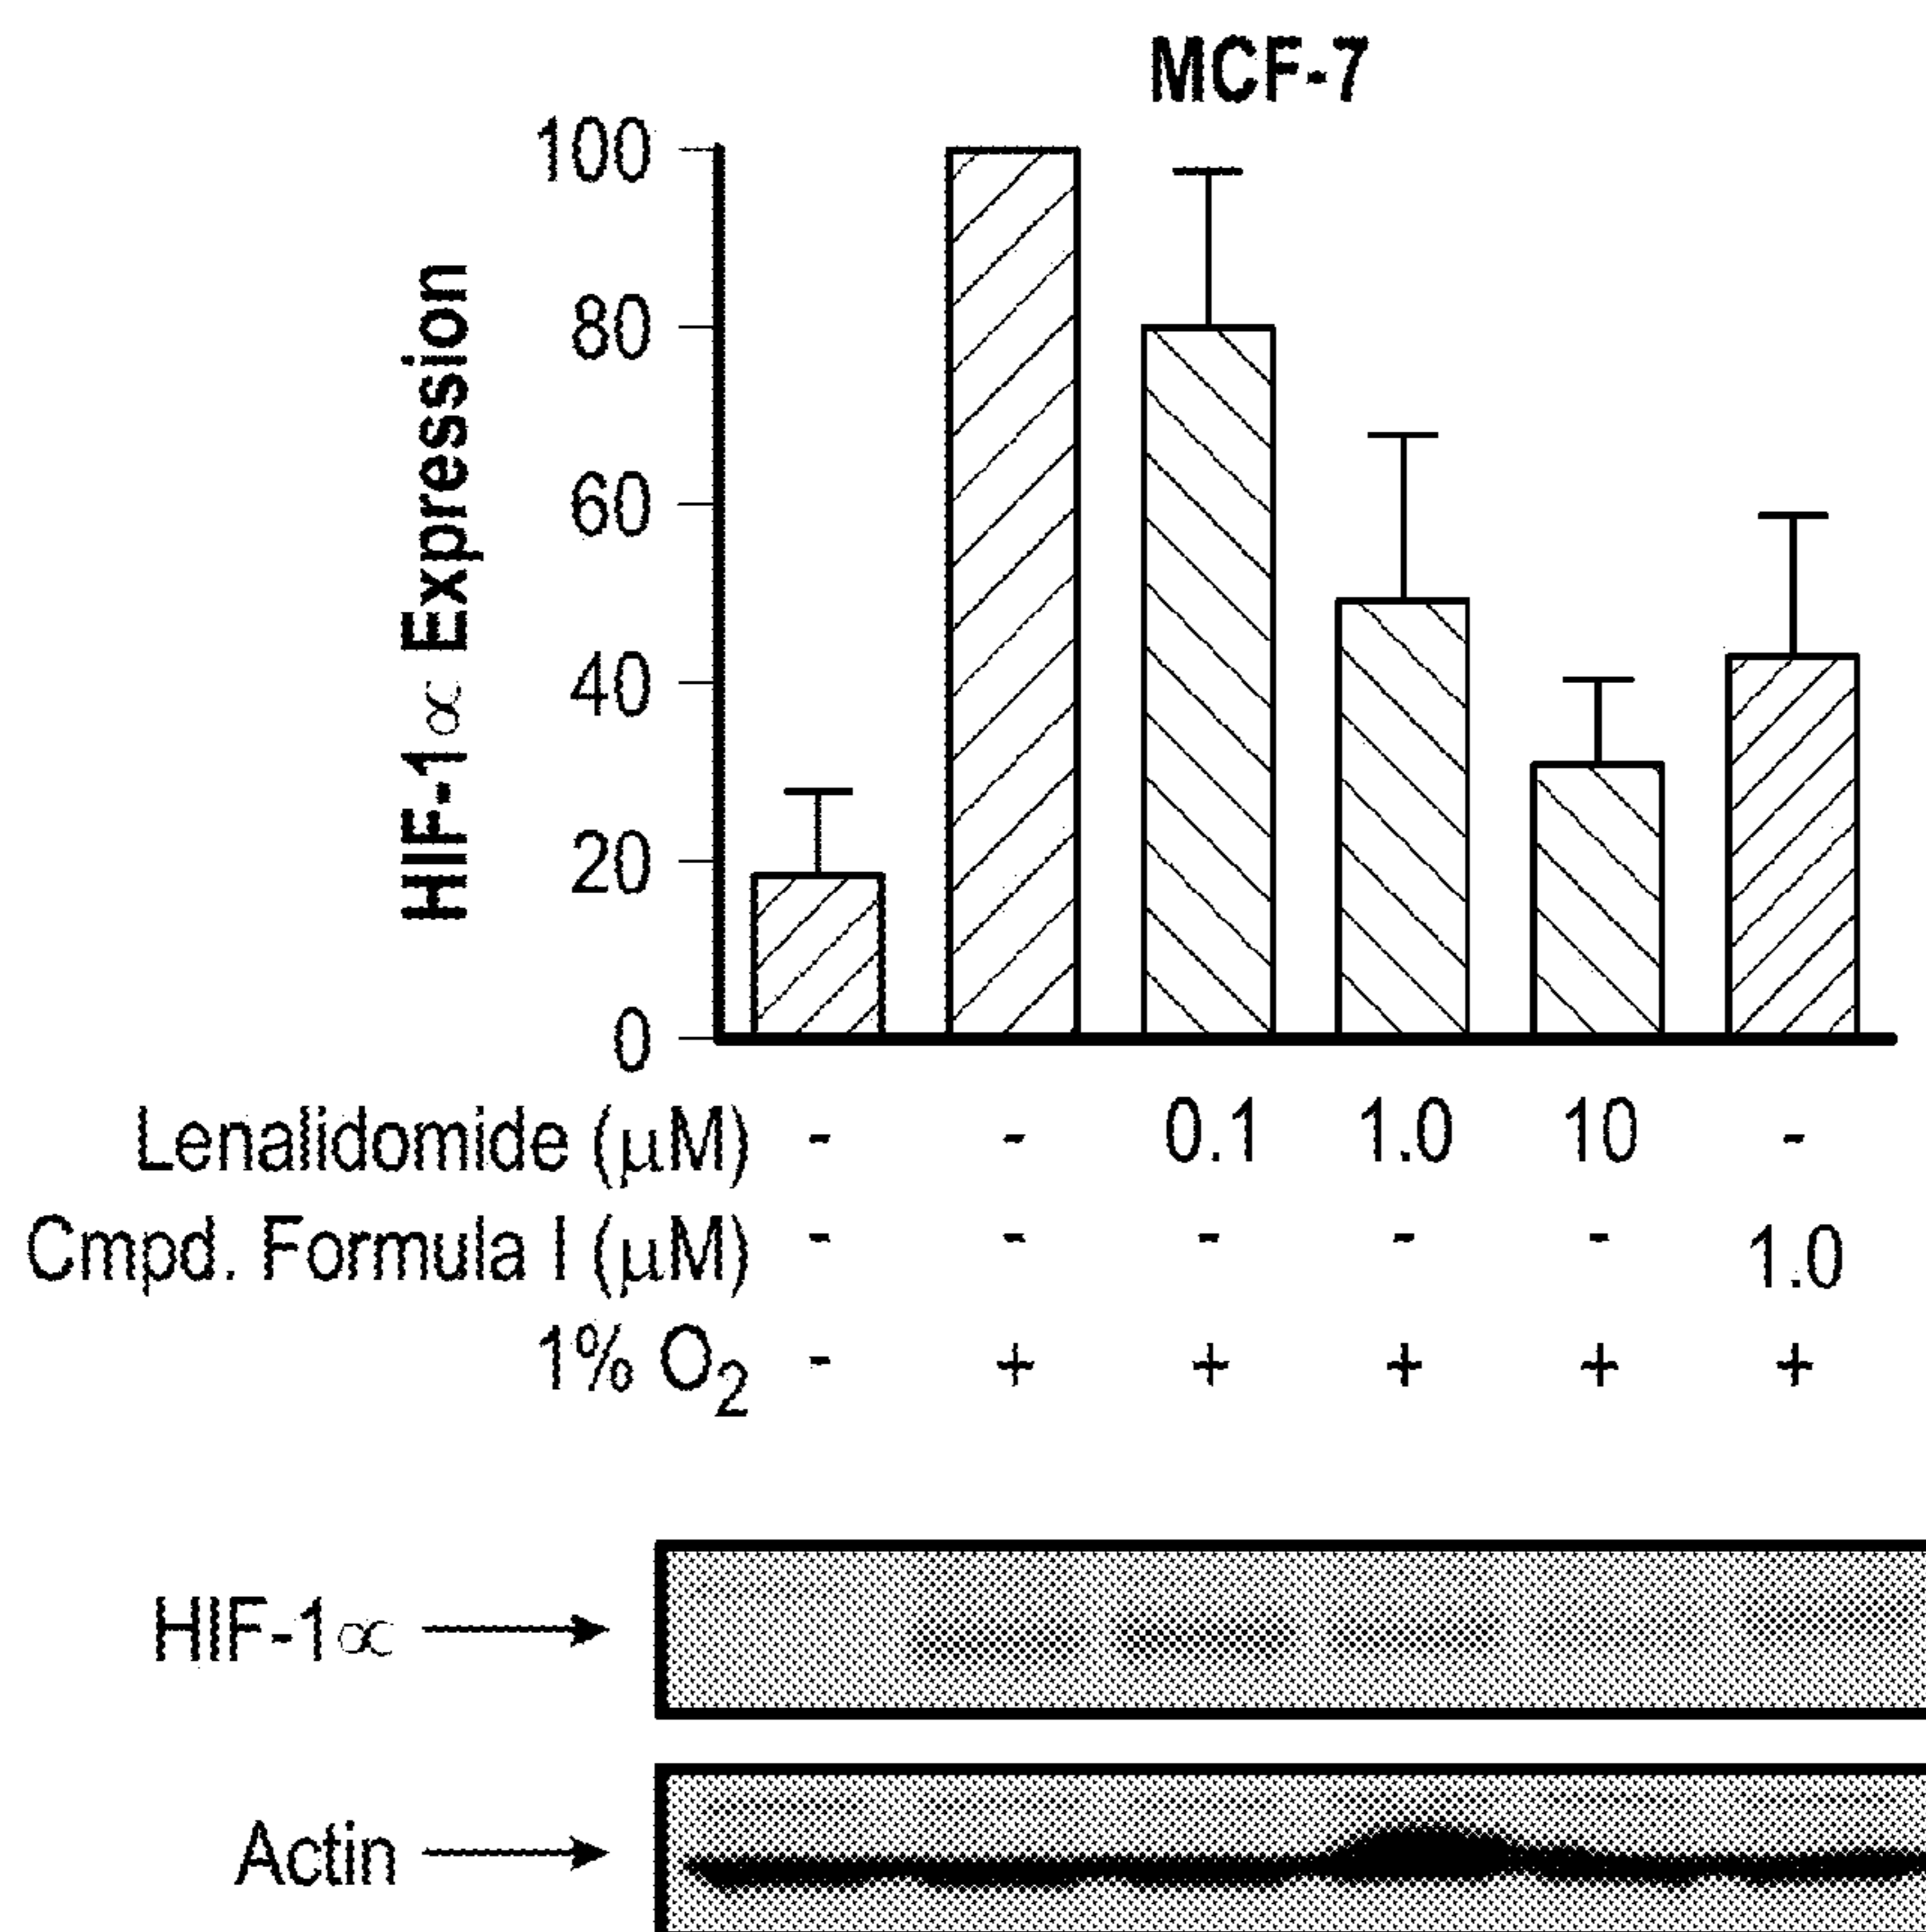 MCF-7
100
80
60
40
20
0
HIF-1∝ Expression
Lenalidomide (μM) - - 0.1 1.0 10 -
Cmpd. Formula I (μM) - - - - - 1.0
1% O₂ - + + + + +
HIF-1∝
Actin